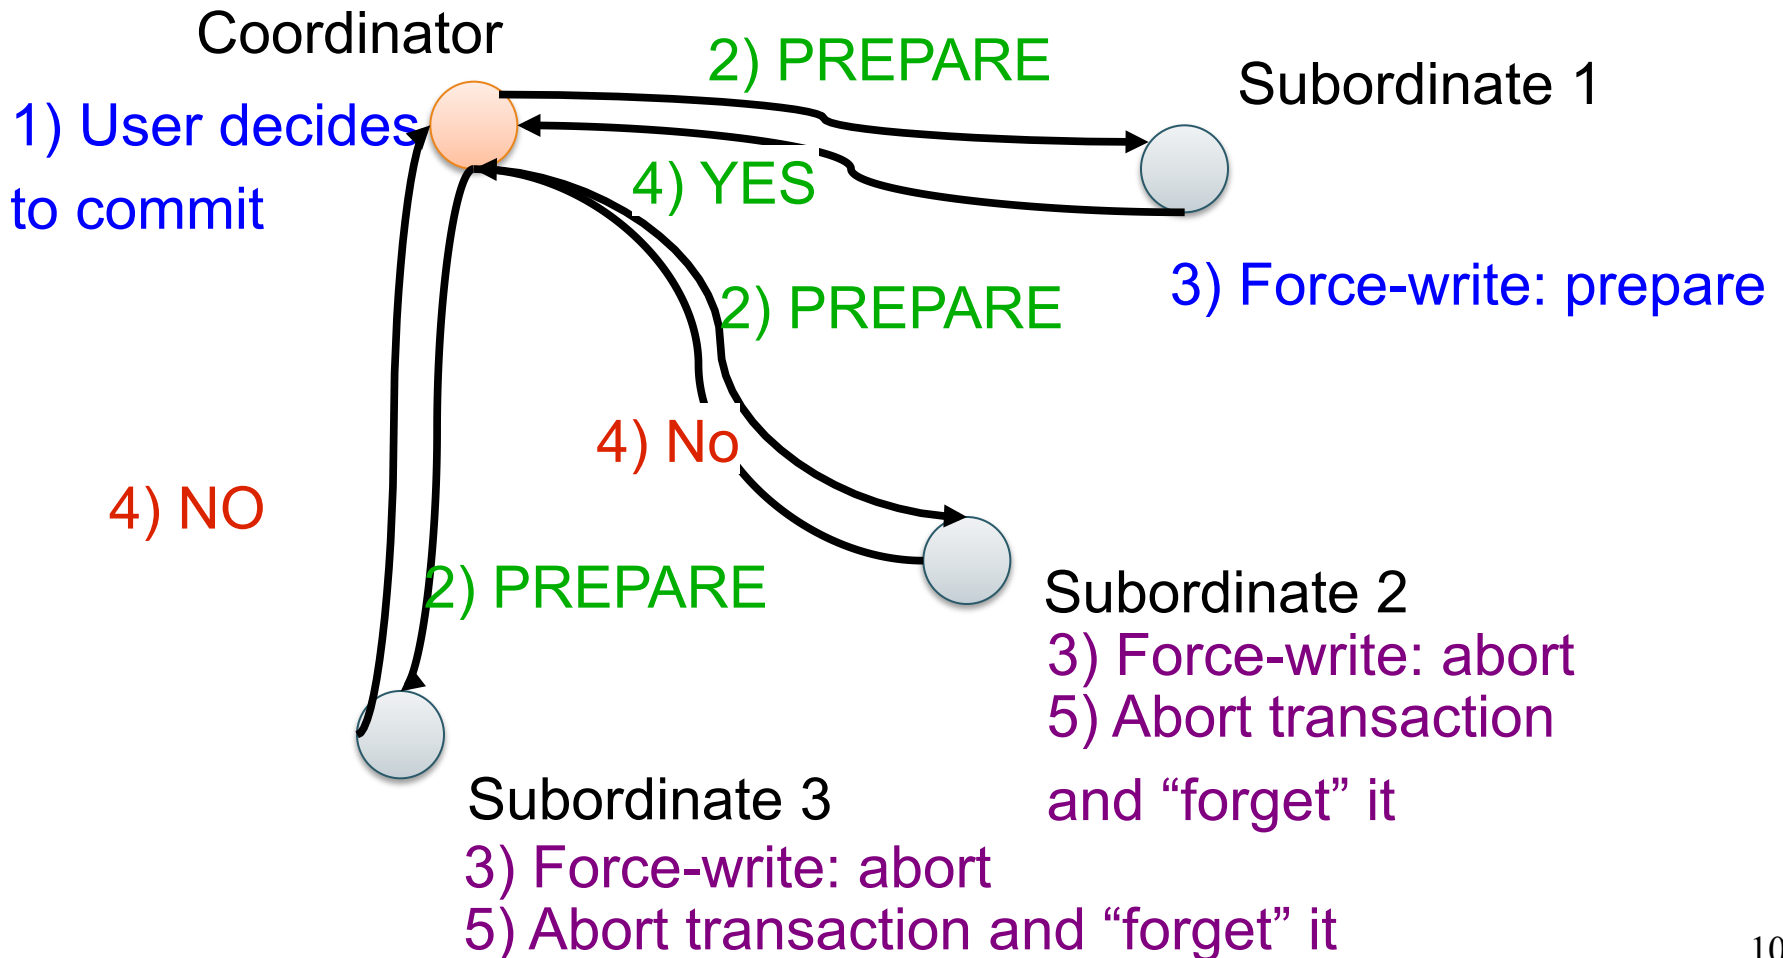 Coordinator
2) PREPARE
Subordinate 1
1) User decides
to commit
4) YES
3) Force-write: prepare
2) PREPARE
4) No
4) NO
2) PREPARE
Subordinate 2
3) Force-write: abort
5) Abort transaction
and “forget” it
Subordinate 3
3) Force-write: abort
5) Abort transaction and “forget” it
10